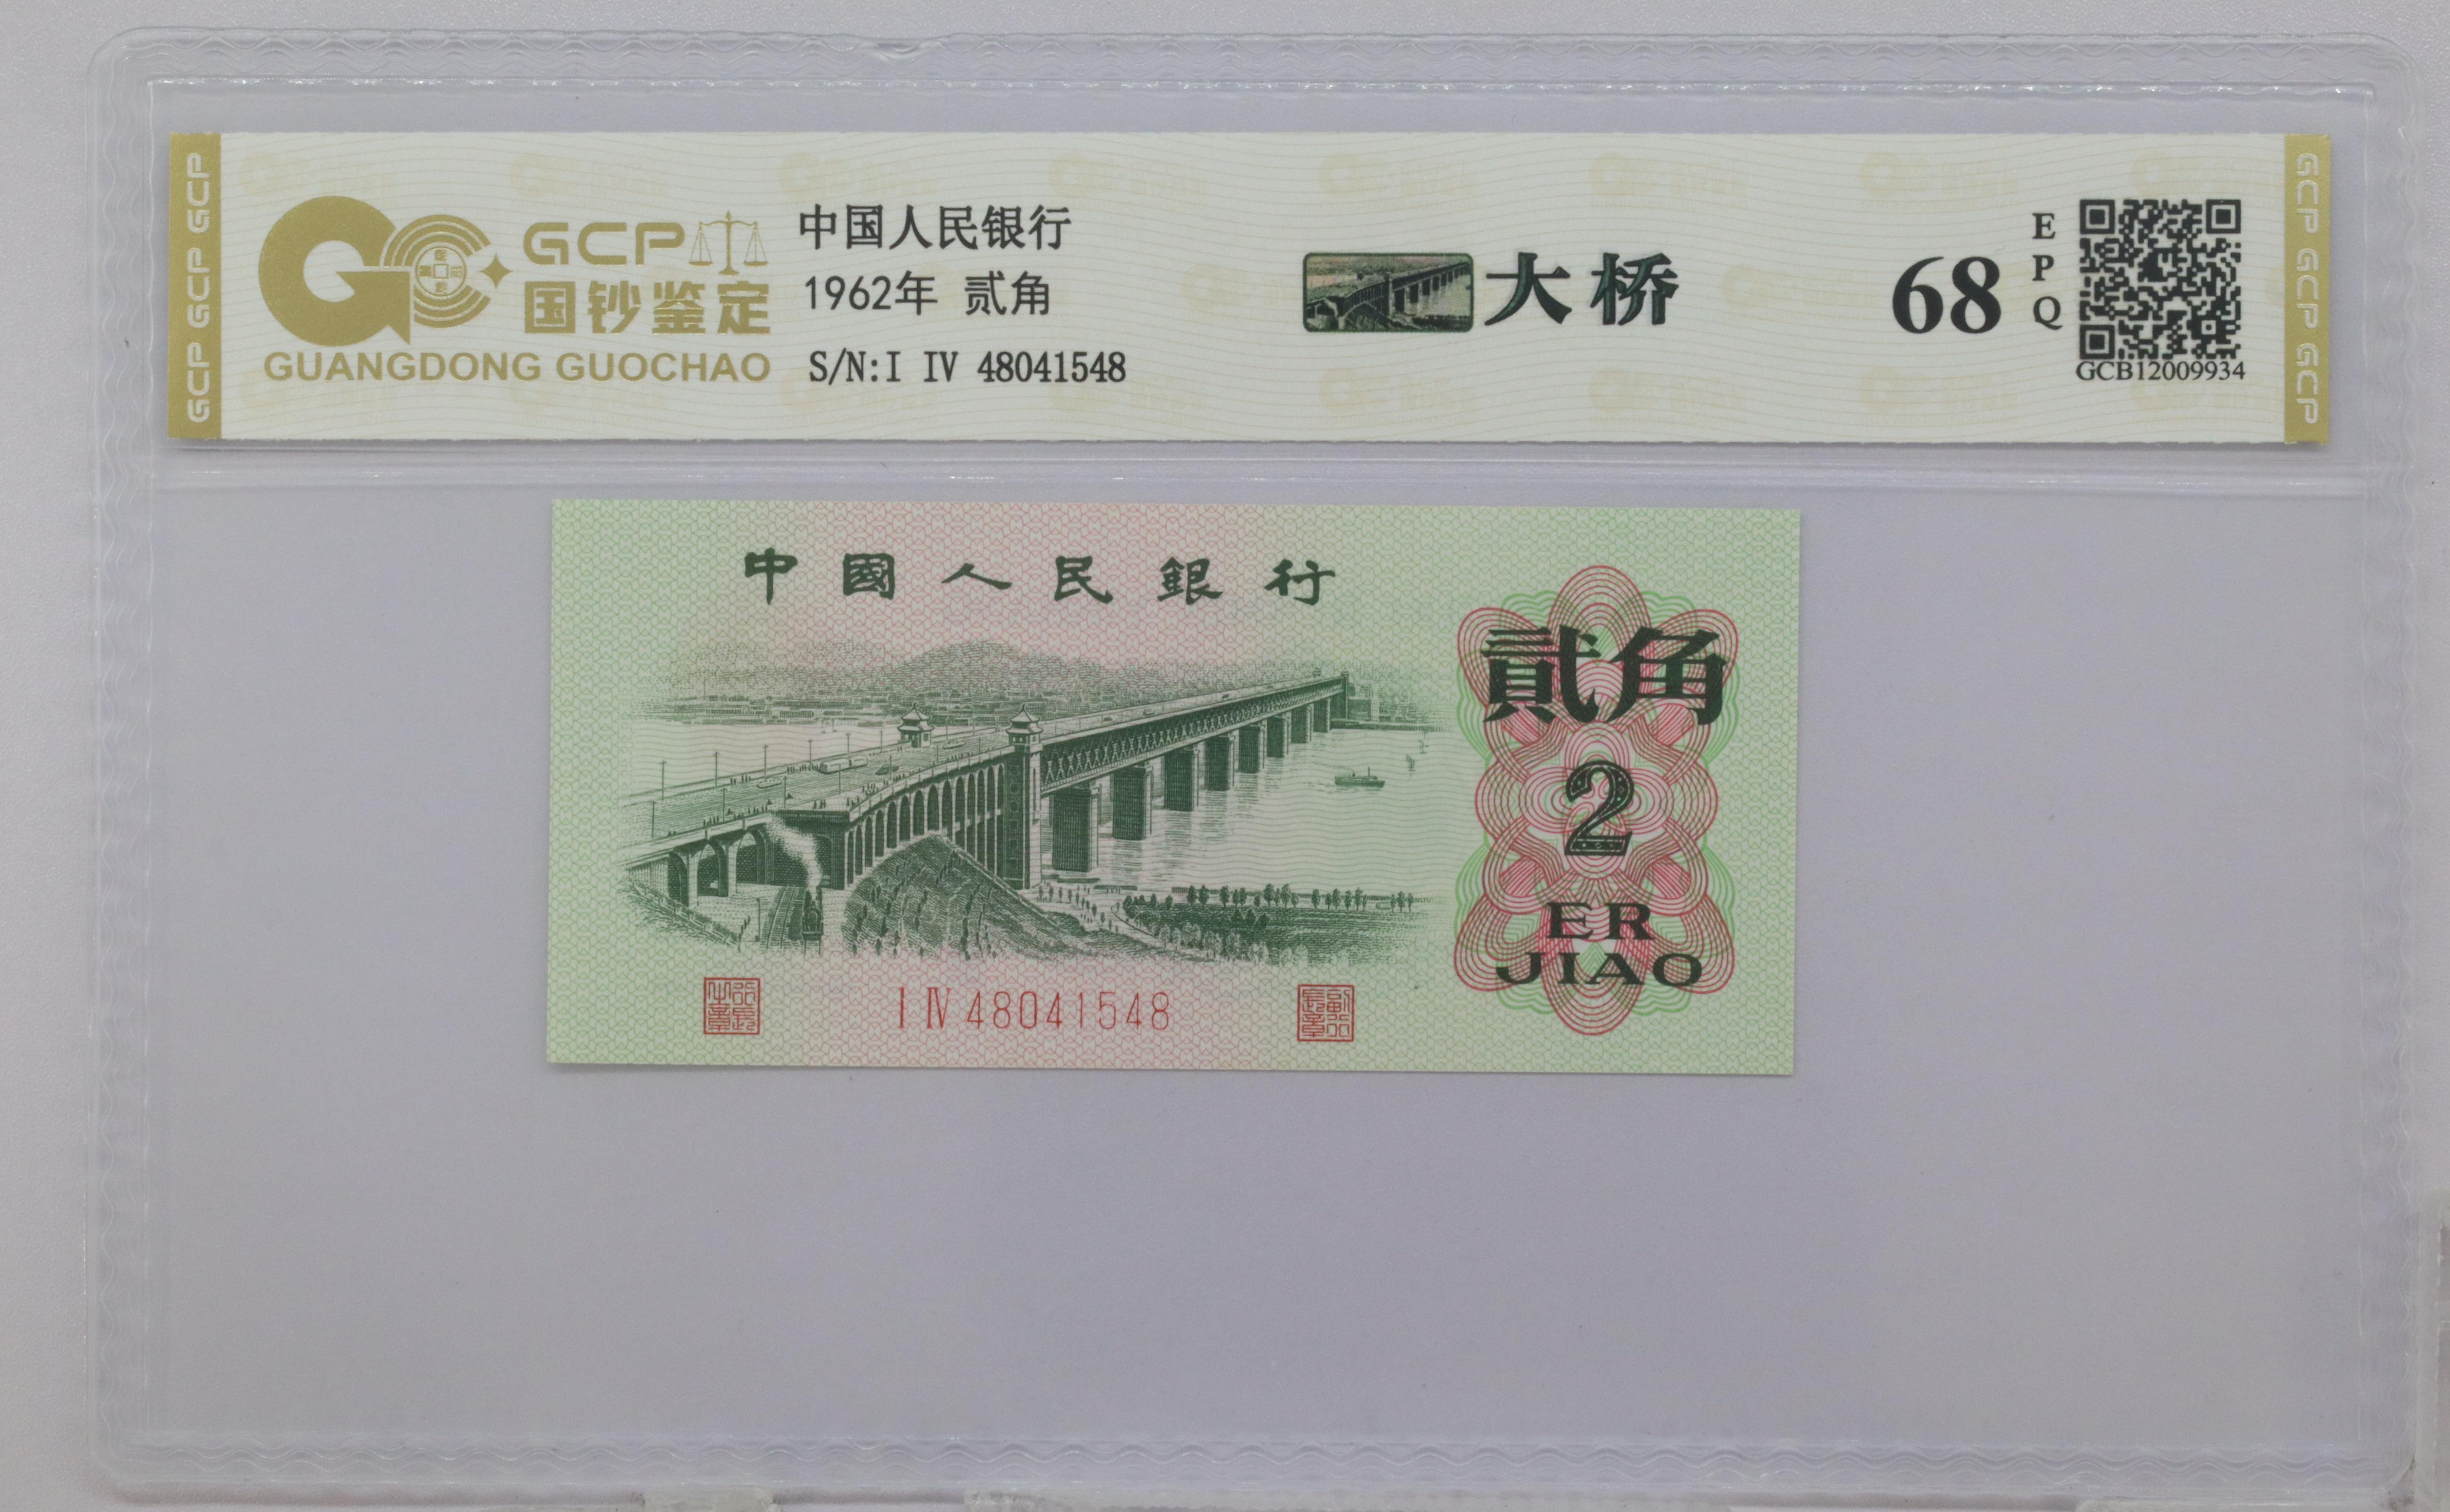 GCP GCP GCP
GCP
国钞鉴定
GUANGDONG GUOCHAO
中国人民银行
1962年 贰角
S/N:I IV 48041548
大桥
68
E
P
Q
GCB12009934
GCP GCP GCP
中國人民銀行
貳角
2
ER
JIAO
I IV 48041548